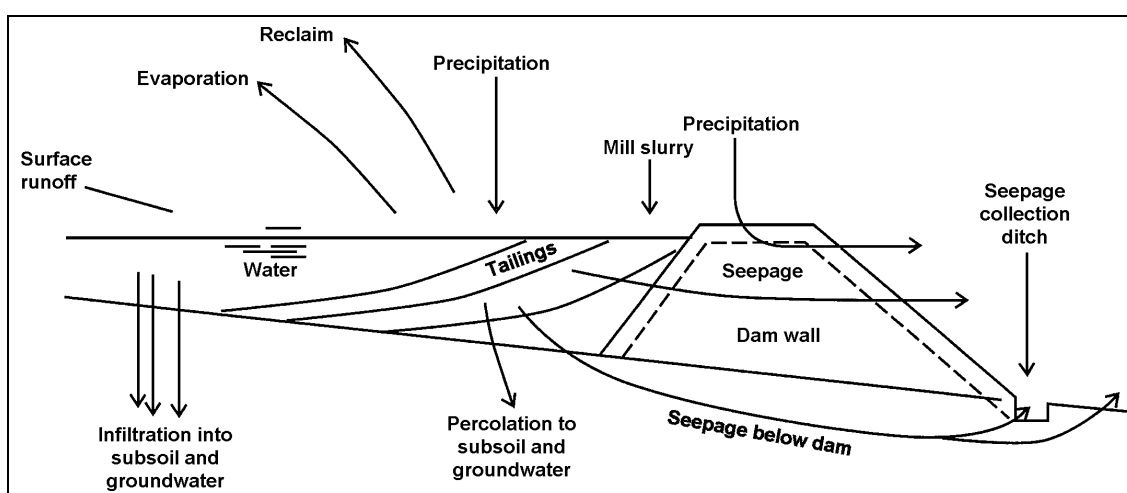 Reclaim
Evaporation
Precipitation
Precipitation
Mill slurry
Surface
runoff
Seepage
collection
ditch
Water
Tailings
Seepage
Dam wall
Infiltration into
subsoil and
groundwater
Percolation to
subsoil and
groundwater
Seepage below dam